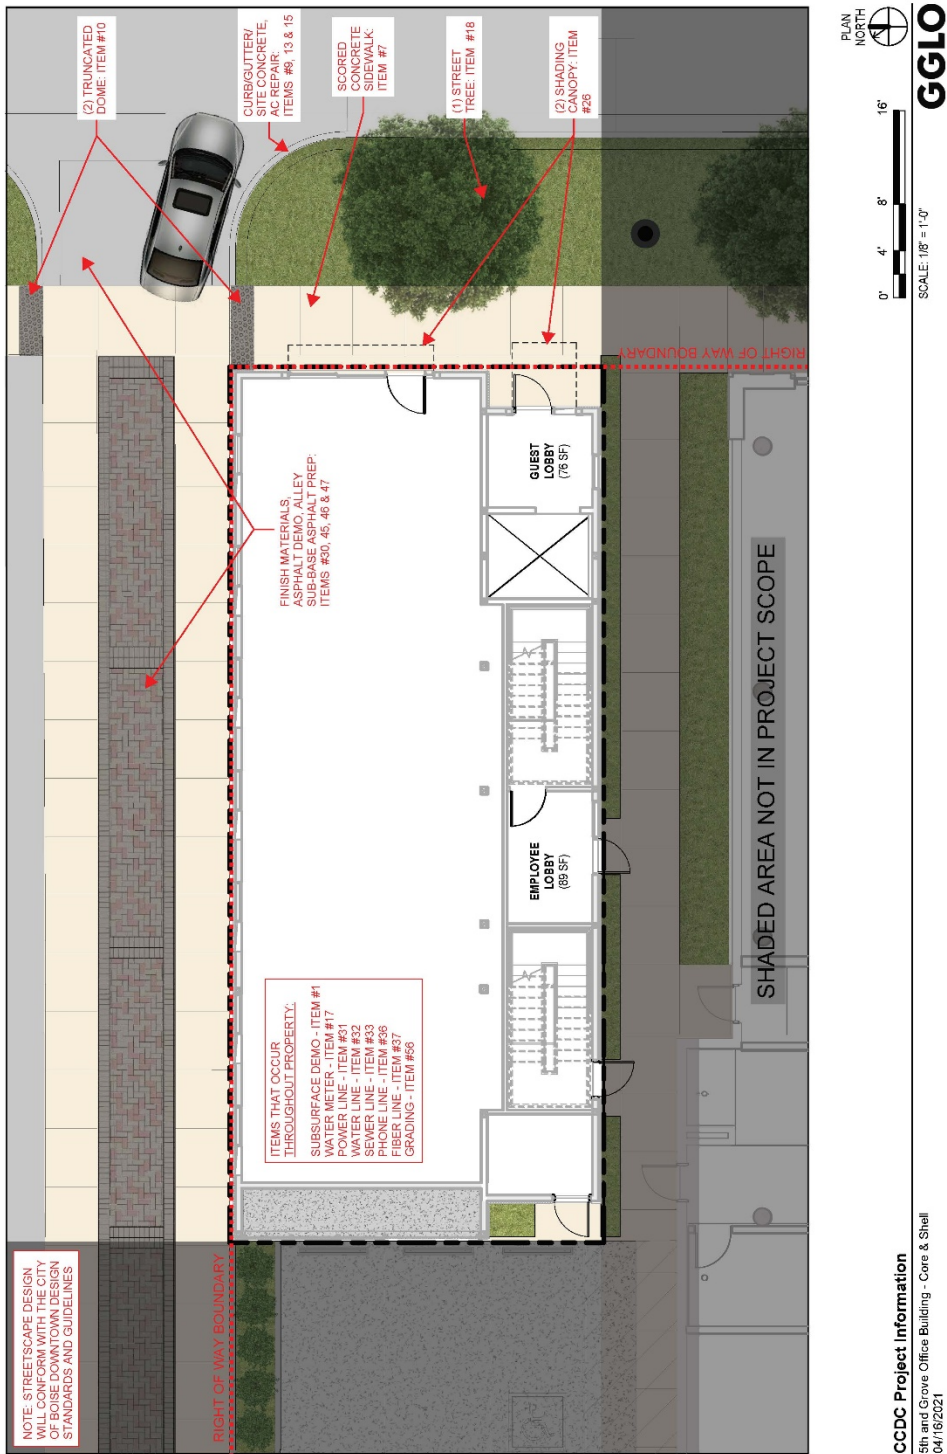 (2) TRUNCATED
DOME: ITEM #10
CURB/GUTTER/
SITE CONCRETE,
AC REPAIR:
ITEMS #9, 13 & 15
SCORED
CONCRETE
SIDEWALK:
ITEM #7
(1) STREET
TREE: ITEM #18
(2) SHADING
CANOPY: ITEM
#26
FINISH MATERIALS,
ASPHALT DEMO, ALLEY
SUB-BASE ASPHALT PREP:
ITEMS #30, 45, 46 & 47
RIGHT OF WAY BOUNDARY
GUEST
LOBBY
(76 SF)
EMPLOYEE
LOBBY
(89 SF)
ITEMS THAT OCCUR
THROUGHOUT PROPERTY:
SUBSURFACE DEMO - ITEM #1
WATER METER - ITEM #17
POWER LINE - ITEM #31
WATER LINE - ITEM #32
SEWER LINE - ITEM #33
PHONE LINE - ITEM #36
FIBER LINE - ITEM #37
GRADING - ITEM #56
NOTE: STREETSCAPE DESIGN
WILL CONFORM WITH THE CITY
OF BOISE DOWNTOWN DESIGN
STANDARDS AND GUIDELINES
RIGHT OF WAY BOUNDARY
SHADED AREA NOT IN PROJECT SCOPE
CCDC Project Information
5th and Grove Office Building - Core & Shell
04/16/2021
0' 4' 8' 16'
SCALE: 1/8" = 1'-0"
PLAN
NORTH
GGLO